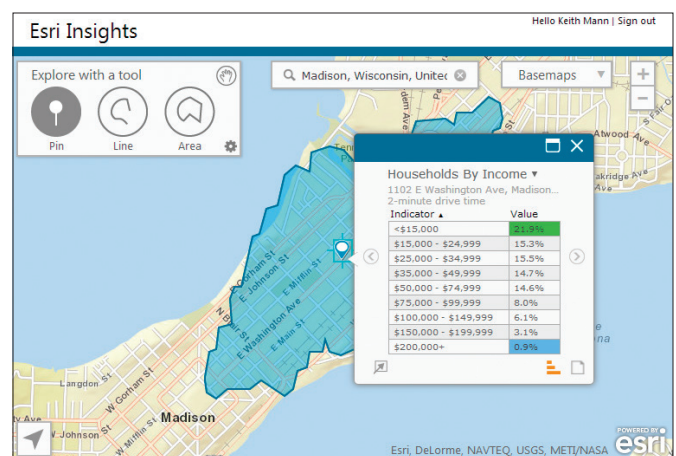 Esri Insights
Hello Keith Mann | Sign out
Explore with a tool
Pin
Line
Area
Madison, Wisconsin, Unitec
Basemaps
Households By Income
1102 E Washington Ave, Madison...
2-minute drive time
Indicator Value
<$15,000 21.9%
$15,000 - $24,999 15.3%
$25,000 - $34,999 15.5%
$35,000 - $49,999 14.7%
$50,000 - $74,999 14.6%
$75,000 - $99,999 8.0%
$100,000 - $149,999 6.1%
$150,000 - $199,999 3.1%
$200,000+ 0.9%
Atwood Ave
akridge Ave
E Gorham St
E Johnson St
E Mifflin St
N Blair St
E Washington Ave
E Main St
Langdon St
W Gorham St
Madison
W Johnson St
W Mifflin St
Esri, DeLorme, NAVTEQ, USGS, METI/NASA
POWERED BY
esri